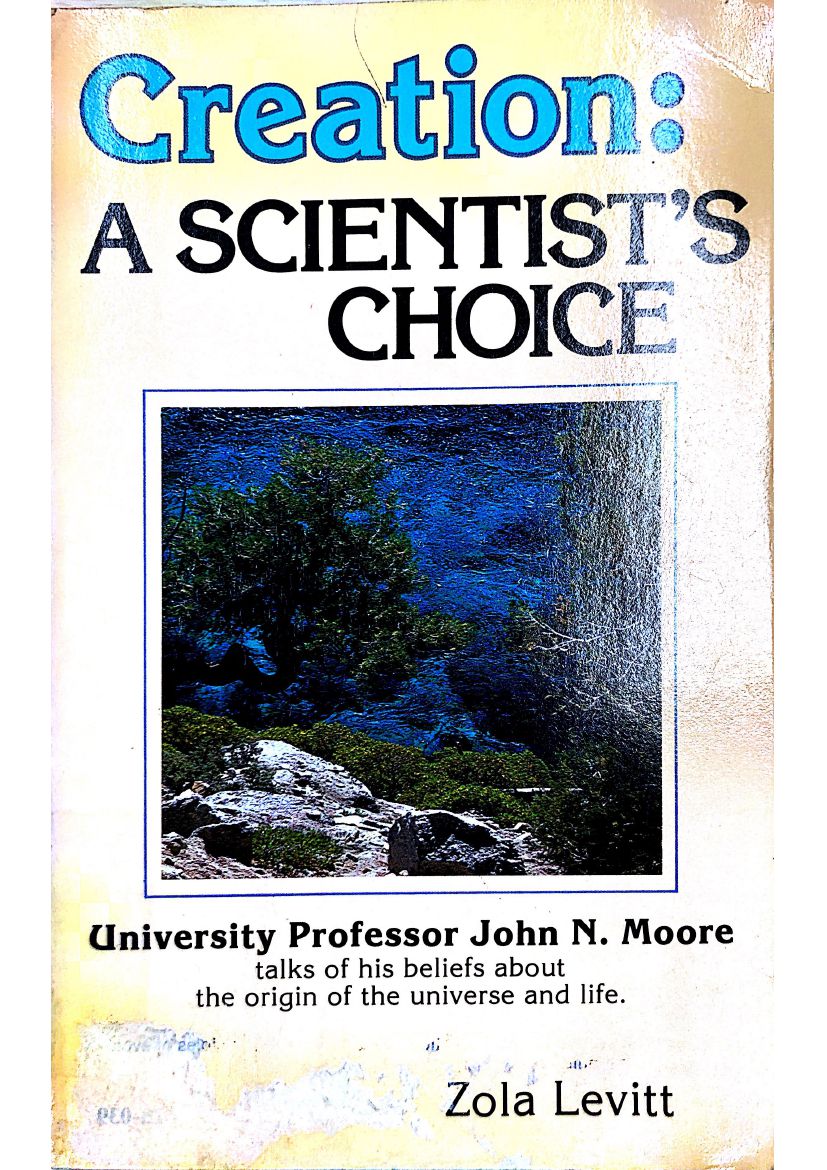 Creation:
A SCIENTIST'S
CHOICE
University Professor John N. Moore
talks of his beliefs about
the origin of the universe and life.
Zola Levitt